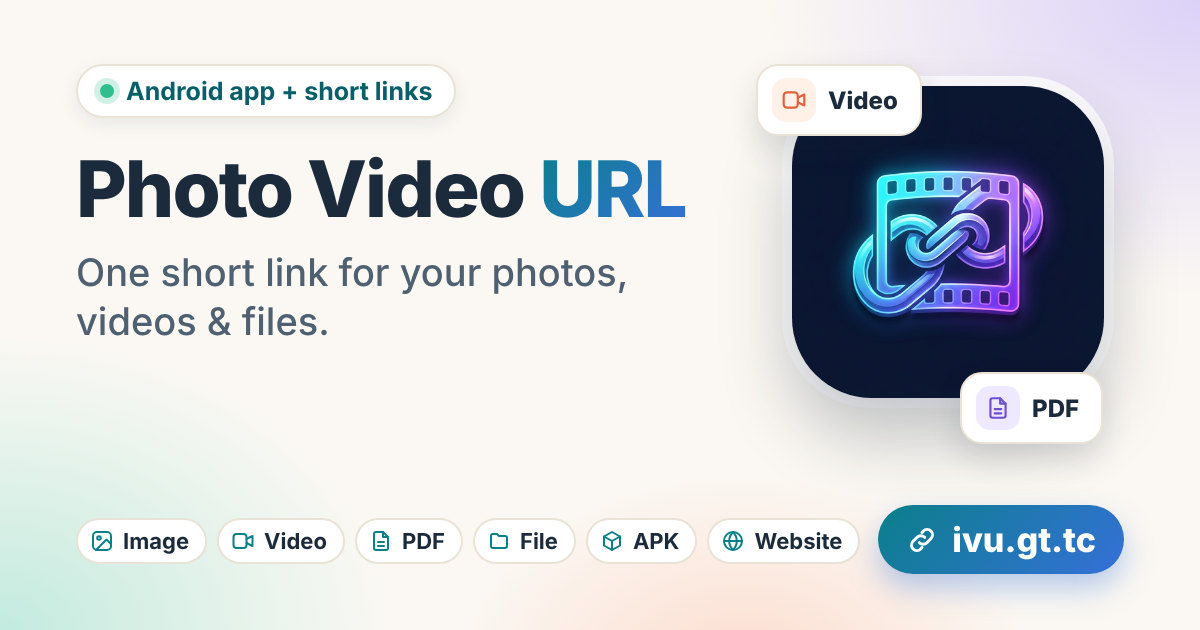 Android app + short links
Video
Photo Video URL
One short link for your photos,
videos & files.
PDF
Image
Video
PDF
File
APK
Website
ivu.gt.tc